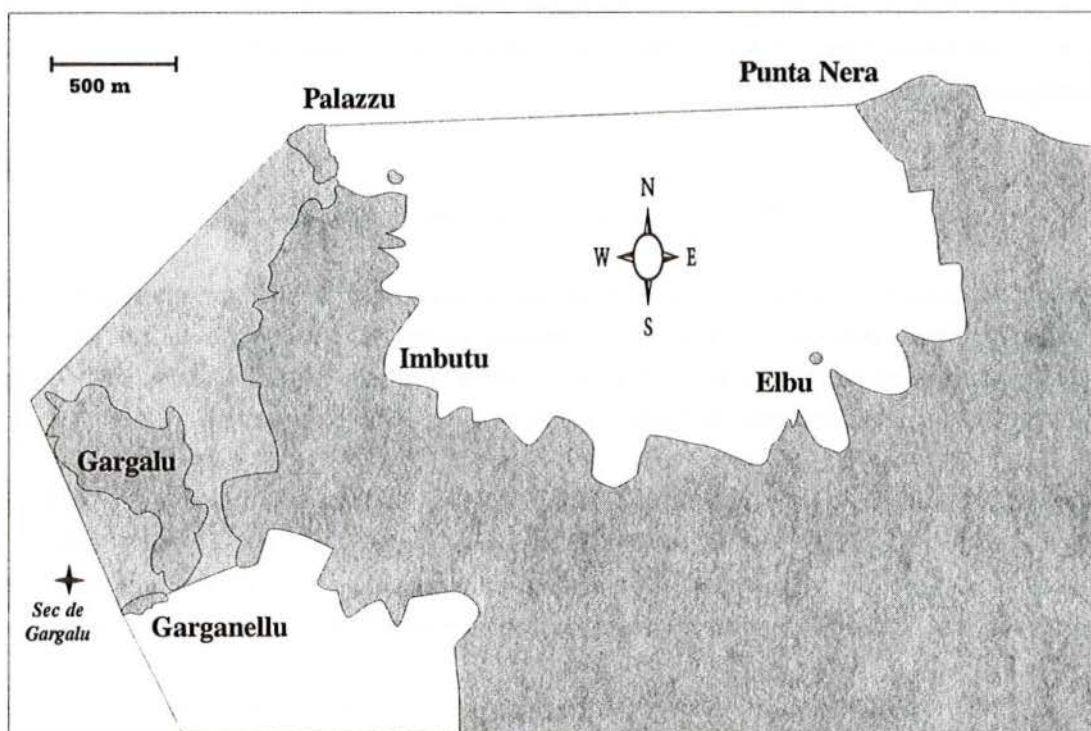 500 m
Palazzu
Punta Nera
N
W
E
S
Imbutu
Elbu
Gargalu
Sec de
Gargalu
Garganellu